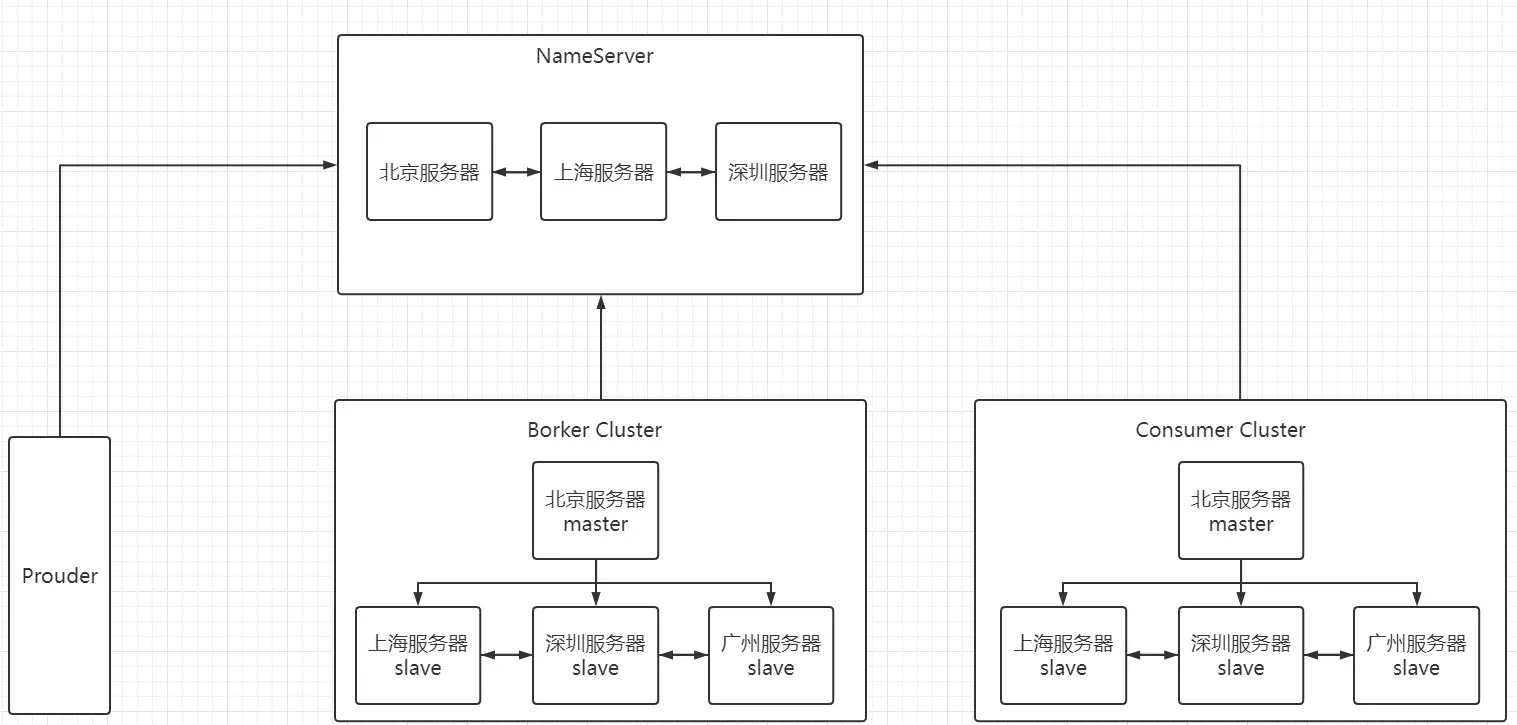 NameServer
北京服务器
上海服务器
深圳服务器
Prouder
Borker Cluster
北京服务器
master
上海服务器
slave
深圳服务器
slave
广州服务器
slave
Consumer Cluster
北京服务器
master
上海服务器
slave
深圳服务器
slave
广州服务器
slave